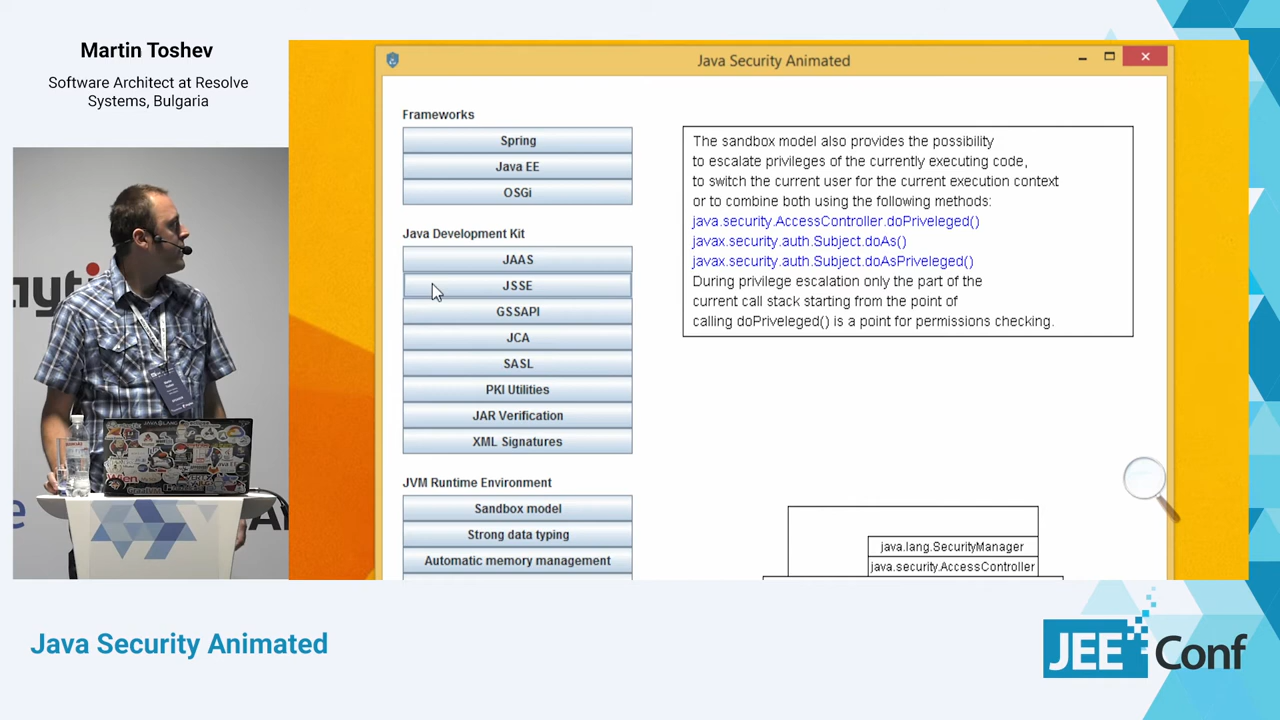 Martin Toshev
Software Architect at Resolve
Systems, Bulgaria
Java Security Animated
Frameworks
Spring
Java EE
OSGi
Java Development Kit
JAAS
JSSE
GSSAPI
JCA
SASL
PKI Utilities
JAR Verification
XML Signatures
JVM Runtime Environment
Sandbox model
Strong data typing
Automatic memory management
The sandbox model also provides the possibility
to escalate privileges of the currently executing code,
to switch the current user for the current execution context
or to combine both using the following methods:
java.security.AccessController.doPriveleged()
javax.security.auth.Subject.doAs()
javax.security.auth.Subject.doAsPriveleged()
During privilege escalation only the part of the
current call stack starting from the point of
calling doPriveleged() is a point for permissions checking.
java.lang.SecurityManager
java.security.AccessController
Java Security Animated
JEE Conf